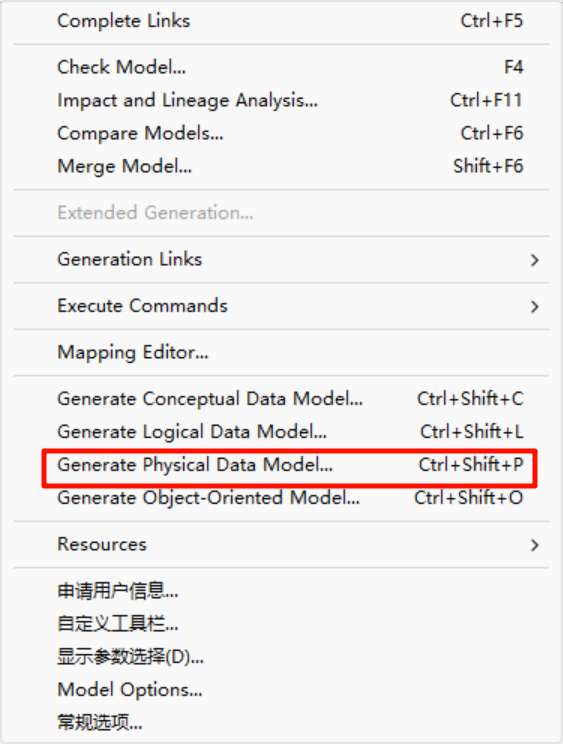 Complete Links Ctrl+F5
Check Model... F4
Impact and Lineage Analysis... Ctrl+F11
Compare Models... Ctrl+F6
Merge Model... Shift+F6
Extended Generation...
Generation Links
Execute Commands
Mapping Editor...
Generate Conceptual Data Model... Ctrl+Shift+C
Generate Logical Data Model... Ctrl+Shift+L
Generate Physical Data Model... Ctrl+Shift+P
Generate Object-Oriented Model... Ctrl+Shift+O
Resources
申请用户信息...
自定义工具栏...
显示参数选择(D)...
Model Options...
常规选项...